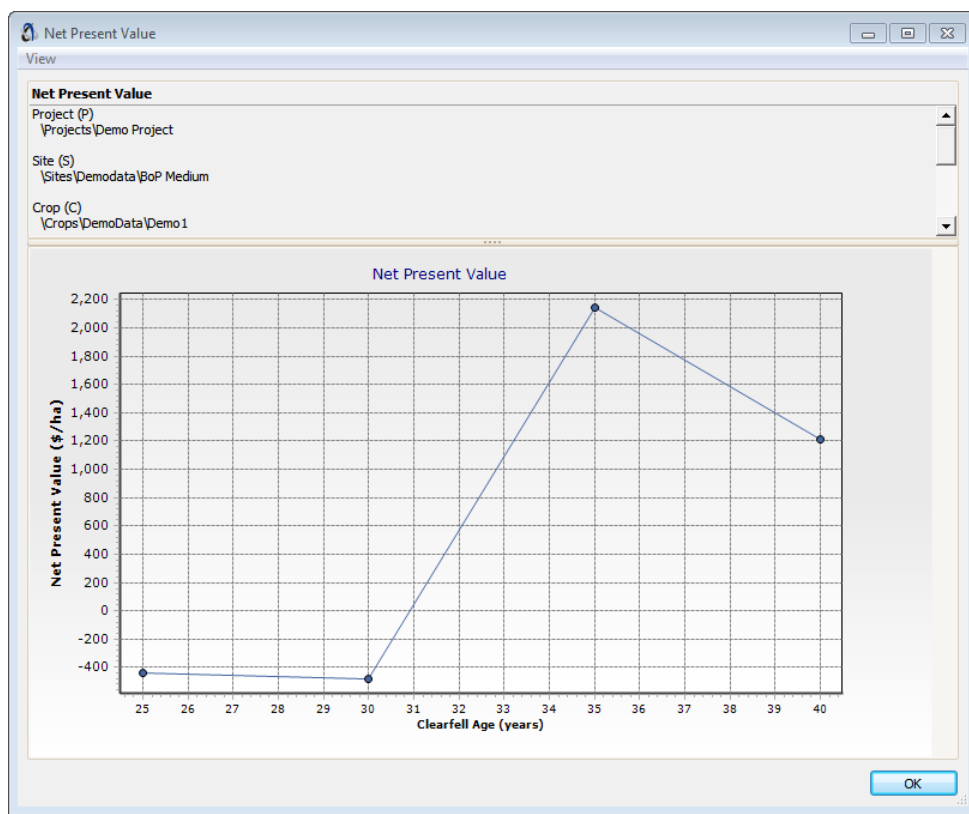 Net Present Value
View
Net Present Value
Project (P)
\Projects\Demo Project
Site (S)
\Sites\Demodata\BoP Medium
Crop (C)
\Crops\DemoData\Demo1
Net Present Value
2,200
2,000
1,800
1,600
1,400
1,200
1,000
800
600
400
200
0
-200
-400
Net Present Value ($/ha)
25 26 27 28 29 30 31 32 33 34 35 36 37 38 39 40
Clearfell Age (years)
OK